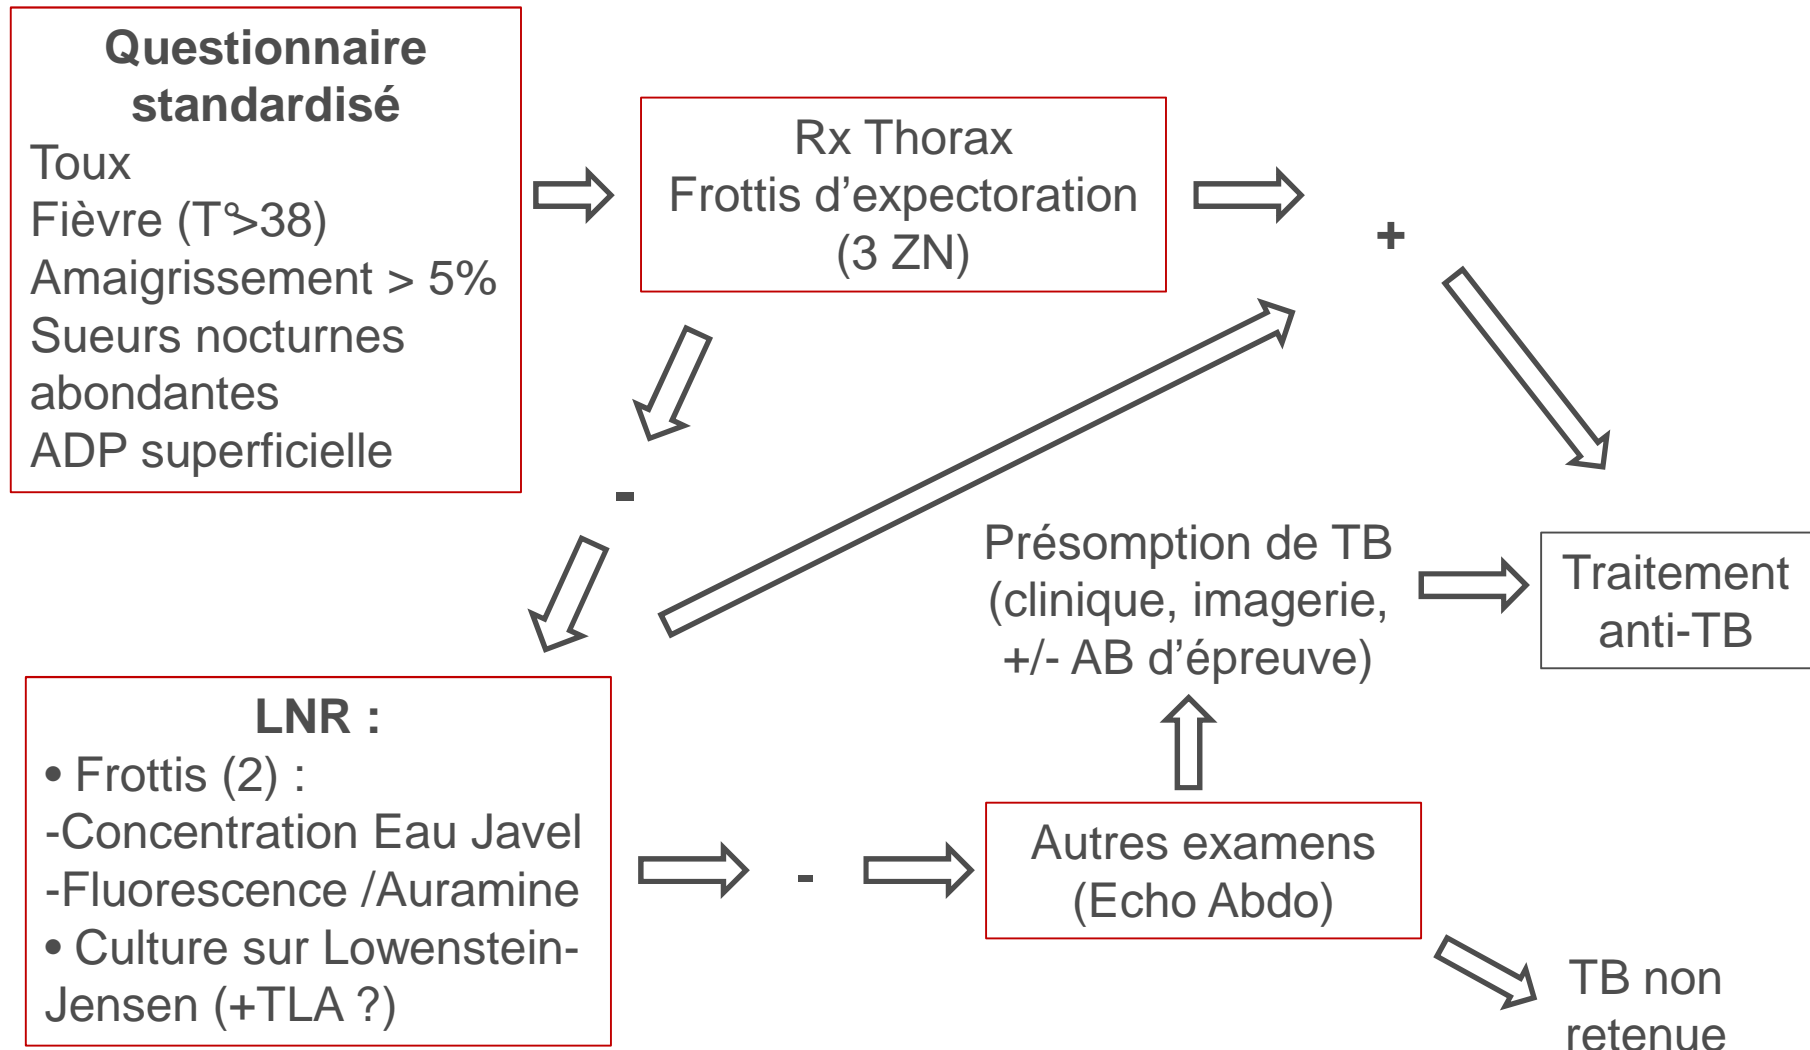 Questionnaire
standardisé
Toux
Fièvre (T°>38)
Amaigrissement > 5%
Sueurs nocturnes
abondantes
ADP superficielle
Rx Thorax
Frottis d’expectoration
(3 ZN)
+
-
Présomption de TB
(clinique, imagerie,
+/- AB d’épreuve)
Traitement
anti-TB
LNR :
• Frottis (2) :
-Concentration Eau Javel
-Fluorescence /Auramine
• Culture sur Lowenstein-
Jensen (+TLA ?)
-
Autres examens
(Echo Abdo)
TB non
retenue